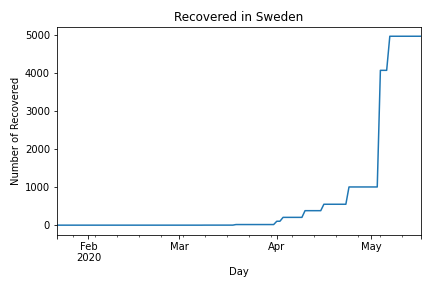 Recovered in Sweden
Number of Recovered
5000
4000
3000
2000
1000
0
Feb
2020
Mar
Apr
May
Day